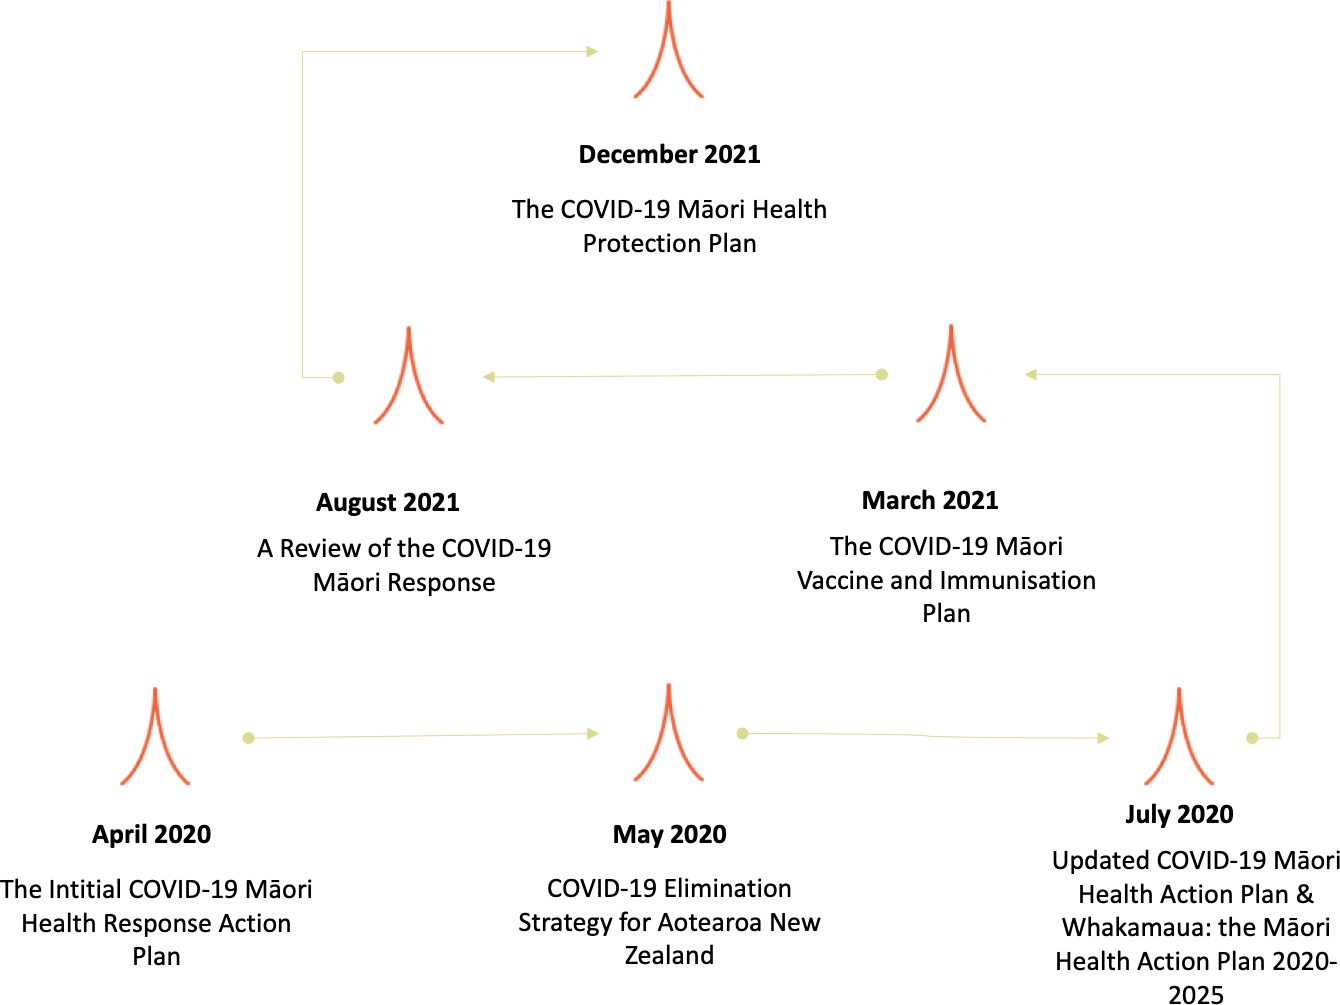 December 2021
The COVID-19 Māori Health
Protection Plan
August 2021
A Review of the COVID-19
Māori Response
March 2021
The COVID-19 Māori
Vaccine and Immunisation
Plan
April 2020
The Intitial COVID-19 Māori
Health Response Action
Plan
May 2020
COVID-19 Elimination
Strategy for Aotearoa New
Zealand
July 2020
Updated COVID-19 Māori
Health Action Plan &
Whakamaua: the Māori
Health Action Plan 2020-
2025